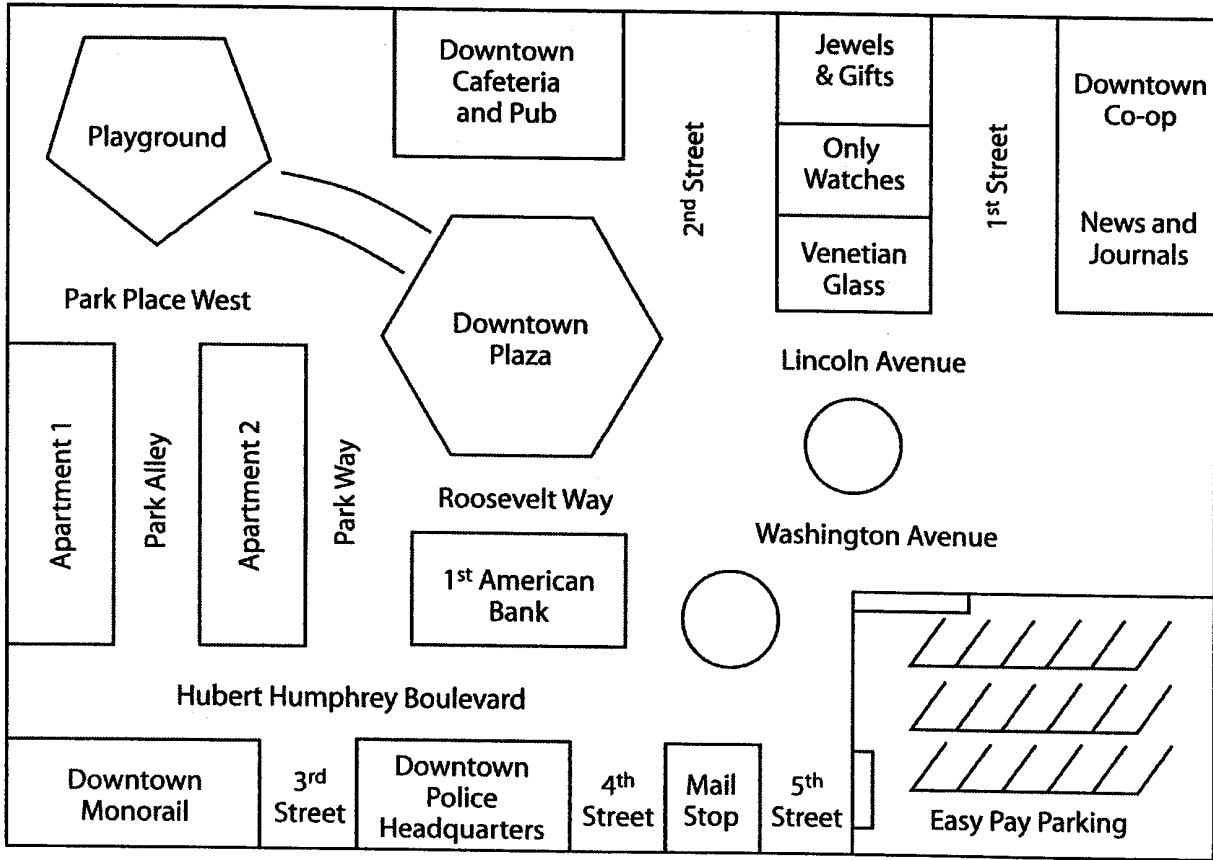 Playground
Downtown
Cafeteria
and Pub
2nd Street
Jewels
& Gifts
Only
Watches
Venetian
Glass
1st Street
Downtown
Co-op
News and
Journals
Park Place West
Downtown
Plaza
Lincoln Avenue
Apartment 1
Park Alley
Apartment 2
Park Way
Roosevelt Way
Washington Avenue
1st American
Bank
Hubert Humphrey Boulevard
Downtown
Monorail
3rd
Street
Downtown
Police
Headquarters
4th
Street
Mail
Stop
5th
Street
Easy Pay Parking